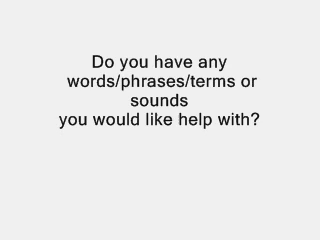 Do you have any
words/phrases/terms or
sounds
you would like help with?